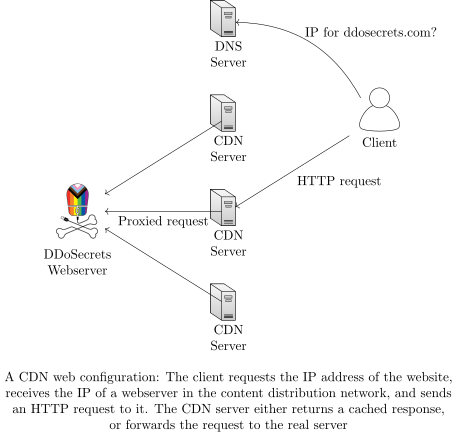 IP for ddosecrets.com?
DNS
Server
CDN
Server
Client
HTTP request
Proxied request
CDN
Server
DDoSecrets
Webserver
CDN
Server
A CDN web configuration: The client requests the IP address of the website,
receives the IP of a webserver in the content distribution network, and sends
an HTTP request to it. The CDN server either returns a cached response,
or forwards the request to the real server